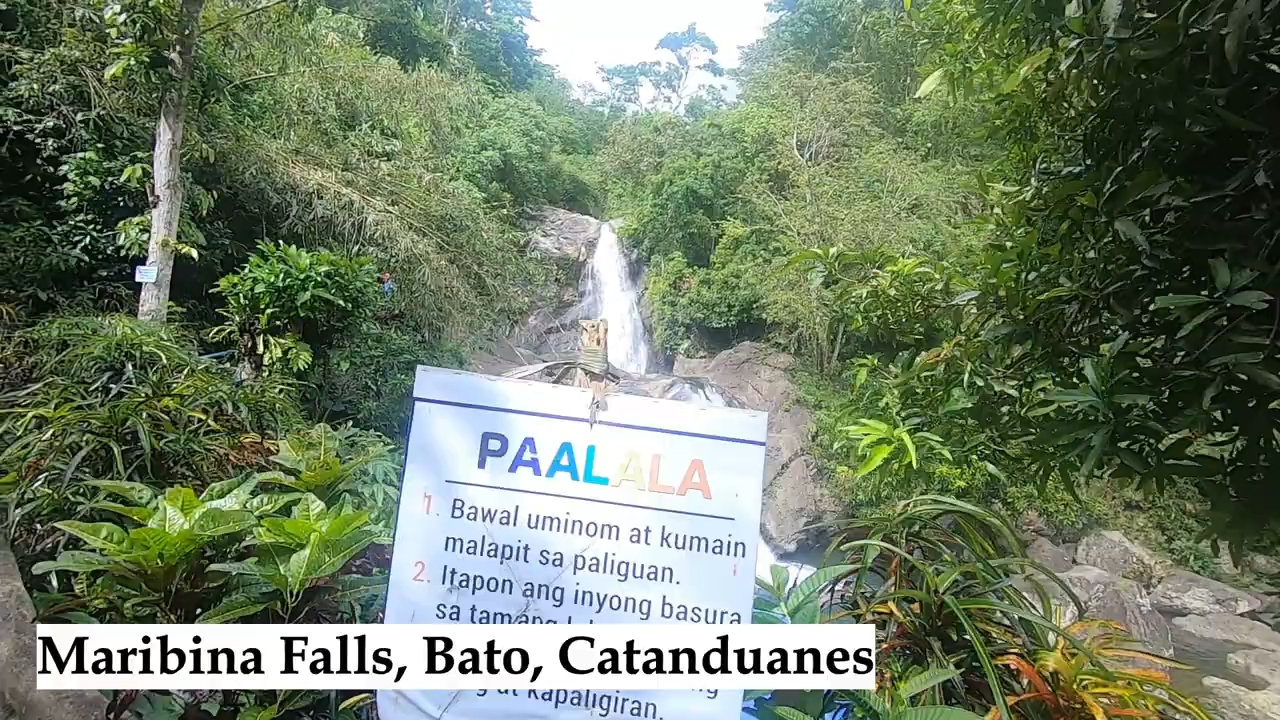 PAALALA
1. Bawal uminom at kumain
malapit sa paliguan.
2. Itapon ang inyong basura
sa tamang
Maribina Falls, Bato, Catanduanes
at kapaligiran.